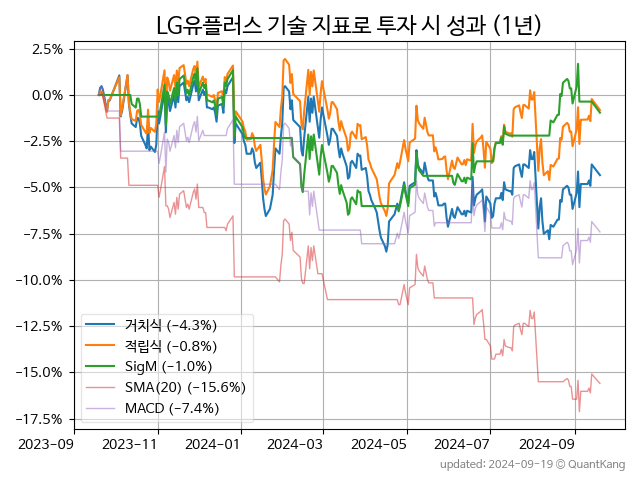 LG유플러스 기술 지표로 투자 시 성과 (1년)
2.5%
0.0%
−2.5%
−5.0%
−7.5%
−10.0%
−12.5%
−15.0%
−17.5%
거치식 (−4.3%)
적립식 (−0.8%)
SigM (−1.0%)
SMA(20) (−15.6%)
MACD (−7.4%)
2023-09 2023-11 2024-01 2024-03 2024-05 2024-07 2024-09
updated: 2024-09-19 © QuantKang